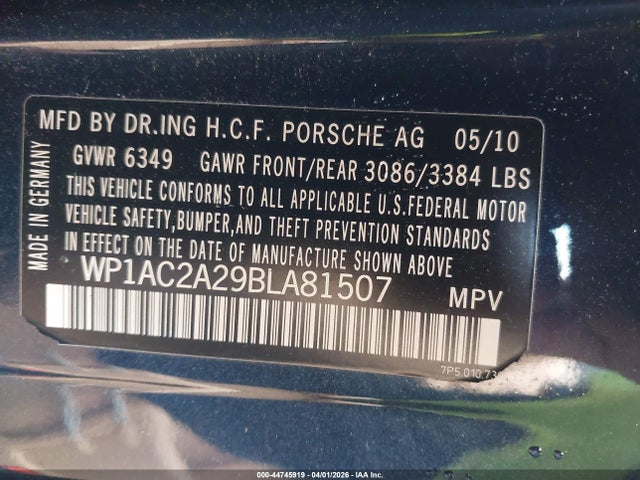 MFD BY DR.ING H.C.F. PORSCHE AG 05/10
GVWR 6349 GAWR FRONT/REAR 3086/3384 LBS
THIS VEHICLE CONFORMS TO ALL APPLICABLE U.S.FEDERAL MOTOR
VEHICLE SAFETY,BUMPER,AND THEFT PREVENTION STANDARDS
IN EFFECT ON THE DATE OF MANUFACTURE SHOWN ABOVE
WP1AC2A29BLA81507 MPV
MADE IN GERMANY
000-44745919 - 04/01/2026 - IAA Inc.